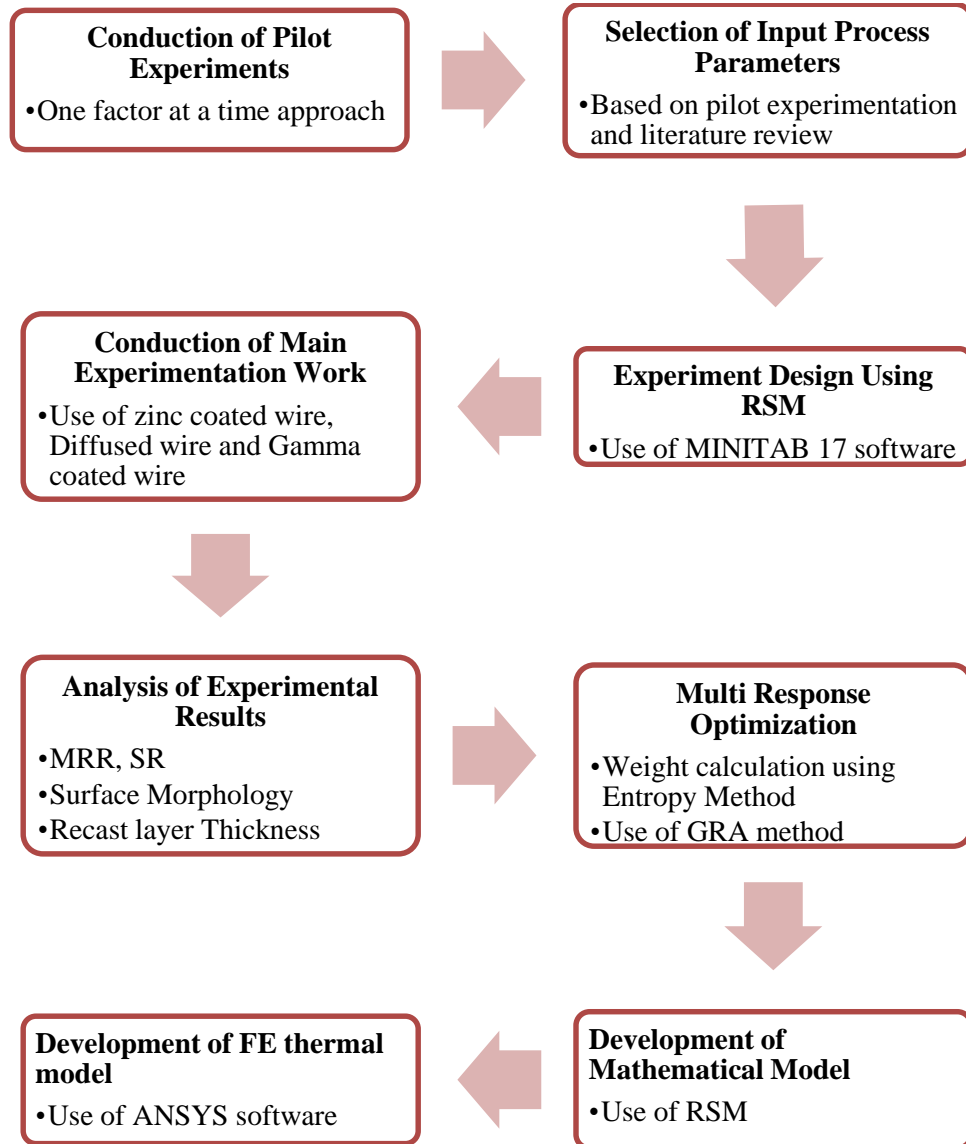 Conduction of Pilot
Experiments
•One factor at a time approach
Selection of Input Process
Parameters
•Based on pilot experimentation
and literature review
Experiment Design Using
RSM
•Use of MINITAB 17 software
Conduction of Main
Experimentation Work
•Use of zinc coated wire,
Diffused wire and Gamma
coated wire
Analysis of Experimental
Results
•MRR, SR
•Surface Morphology
•Recast layer Thickness
Multi Response
Optimization
•Weight calculation using
Entropy Method
•Use of GRA method
Development of
Mathematical Model
•Use of RSM
Development of FE thermal
model
•Use of ANSYS software